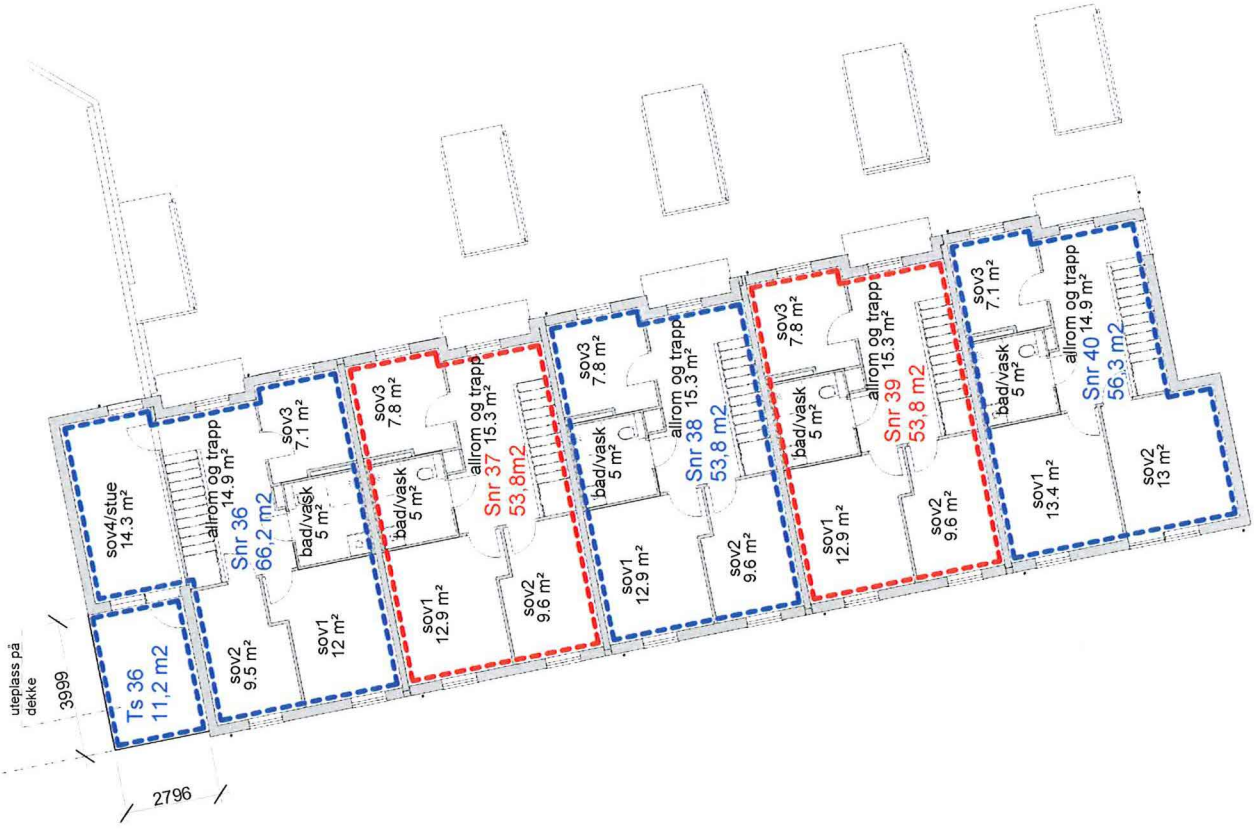 uteplass på
dekke
3999
2796
Ts 36
11,2 m2
sov4/stue
14.3 m²
allrom og trapp
14.9 m²
Snr 36
66,2 m2
sov3
7.1 m²
bad/vask
5 m²
sov2
9.5 m²
sov1
12 m²
sov3
7.8 m²
allrom og trapp
15.3 m²
Snr 37
53,8m2
bad/vask
5 m²
sov1
12.9 m²
sov2
9.6 m²
sov3
7.8 m²
allrom og trapp
15.3 m²
Snr 38
53,8 m2
bad/vask
5 m²
sov1
12.9 m²
sov2
9.6 m²
sov3
7.8 m²
allrom og trapp
15.3 m²
Snr 39
53,8 m2
bad/vask
5 m²
sov1
12.9 m²
sov2
9.6 m²
sov3
7.1 m²
allrom og trapp
14.9 m²
Snr 40
56,3 m2
bad/vask
5 m²
sov1
13.4 m²
sov2
13 m²